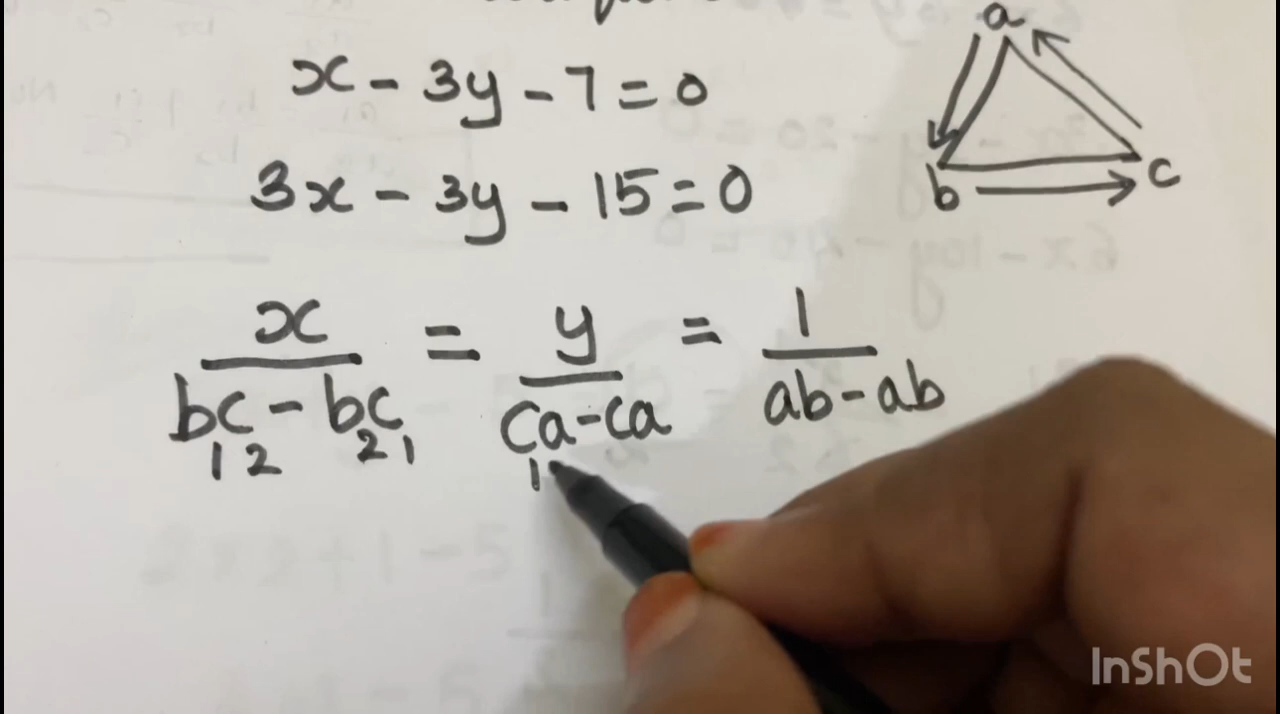 x - 3y - 7 = 0
3x - 3y - 15 = 0
a
b
c
x/(b₁c₂ - b₂c₁) = y/(c₁a - ca) = 1/(ab - ab)
InShOt